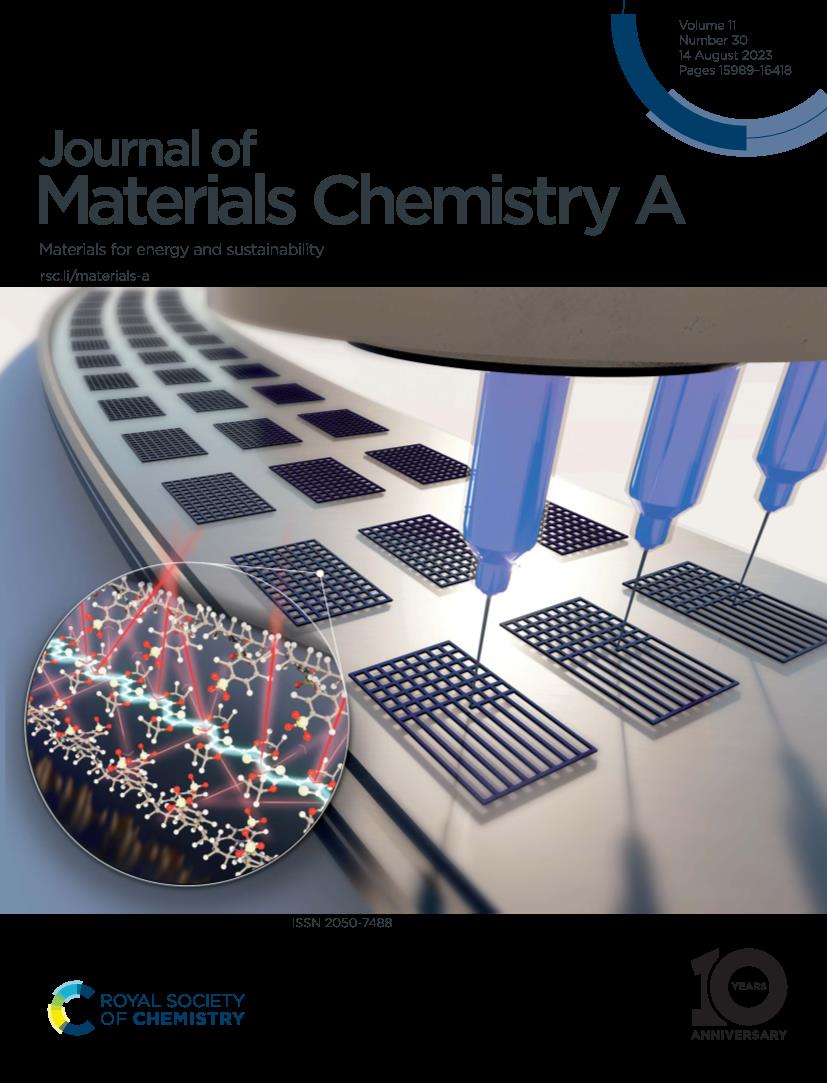 Volume 11
Number 30
14 August 2023
Pages 15989–16418
Journal of
Materials Chemistry A
Materials for energy and sustainability
rsc.li/materials-a
ISSN 2050-7488
ROYAL SOCIETY
OF CHEMISTRY
10
YEARS
ANNIVERSARY